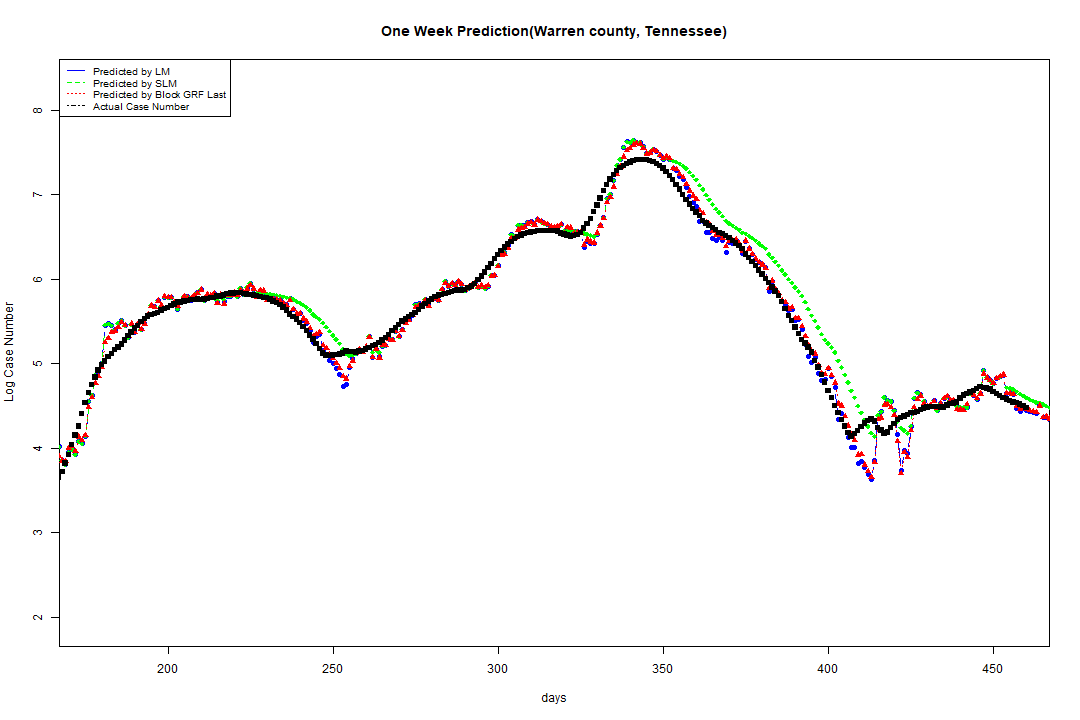 One Week Prediction(Warren county, Tennessee)
Predicted by LM
Predicted by SLM
Predicted by Block GRF Last
Actual Case Number
8
7
6
5
4
3
2
Log Case Number
200 250 300 350 400 450
days